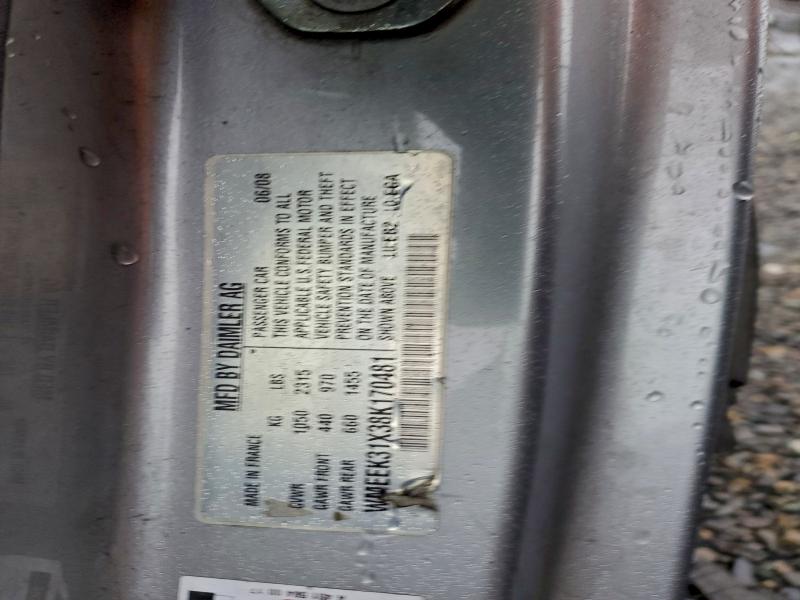 MFD BY DAIMLER AG
MADE IN FRANCE
PASSENGER CAR 06/08
KG LBS
GVWR 1050 2315
GAWR FRONT 440 970
GAWR REAR 660 1455
THIS VEHICLE CONFORMS TO ALL
APPLICABLE U.S. FEDERAL MOTOR
VEHICLE SAFETY BUMPER AND THEFT
PREVENTION STANDARDS IN EFFECT
ON THE DATE OF MANUFACTURE
SHOWN ABOVE
WMEEK31X38K170481